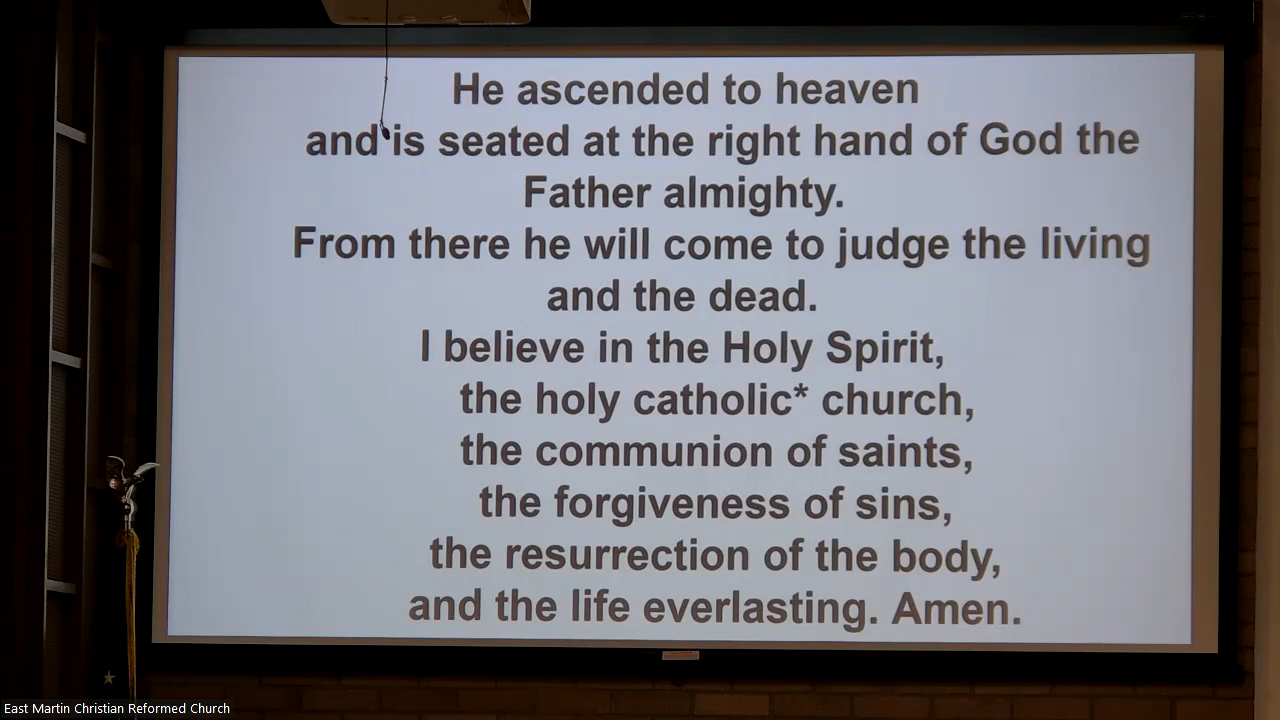 He ascended to heaven
and is seated at the right hand of God the
Father almighty.
From there he will come to judge the living
and the dead.
I believe in the Holy Spirit,
the holy catholic* church,
the communion of saints,
the forgiveness of sins,
the resurrection of the body,
and the life everlasting. Amen.
East Martin Christian Reformed Church